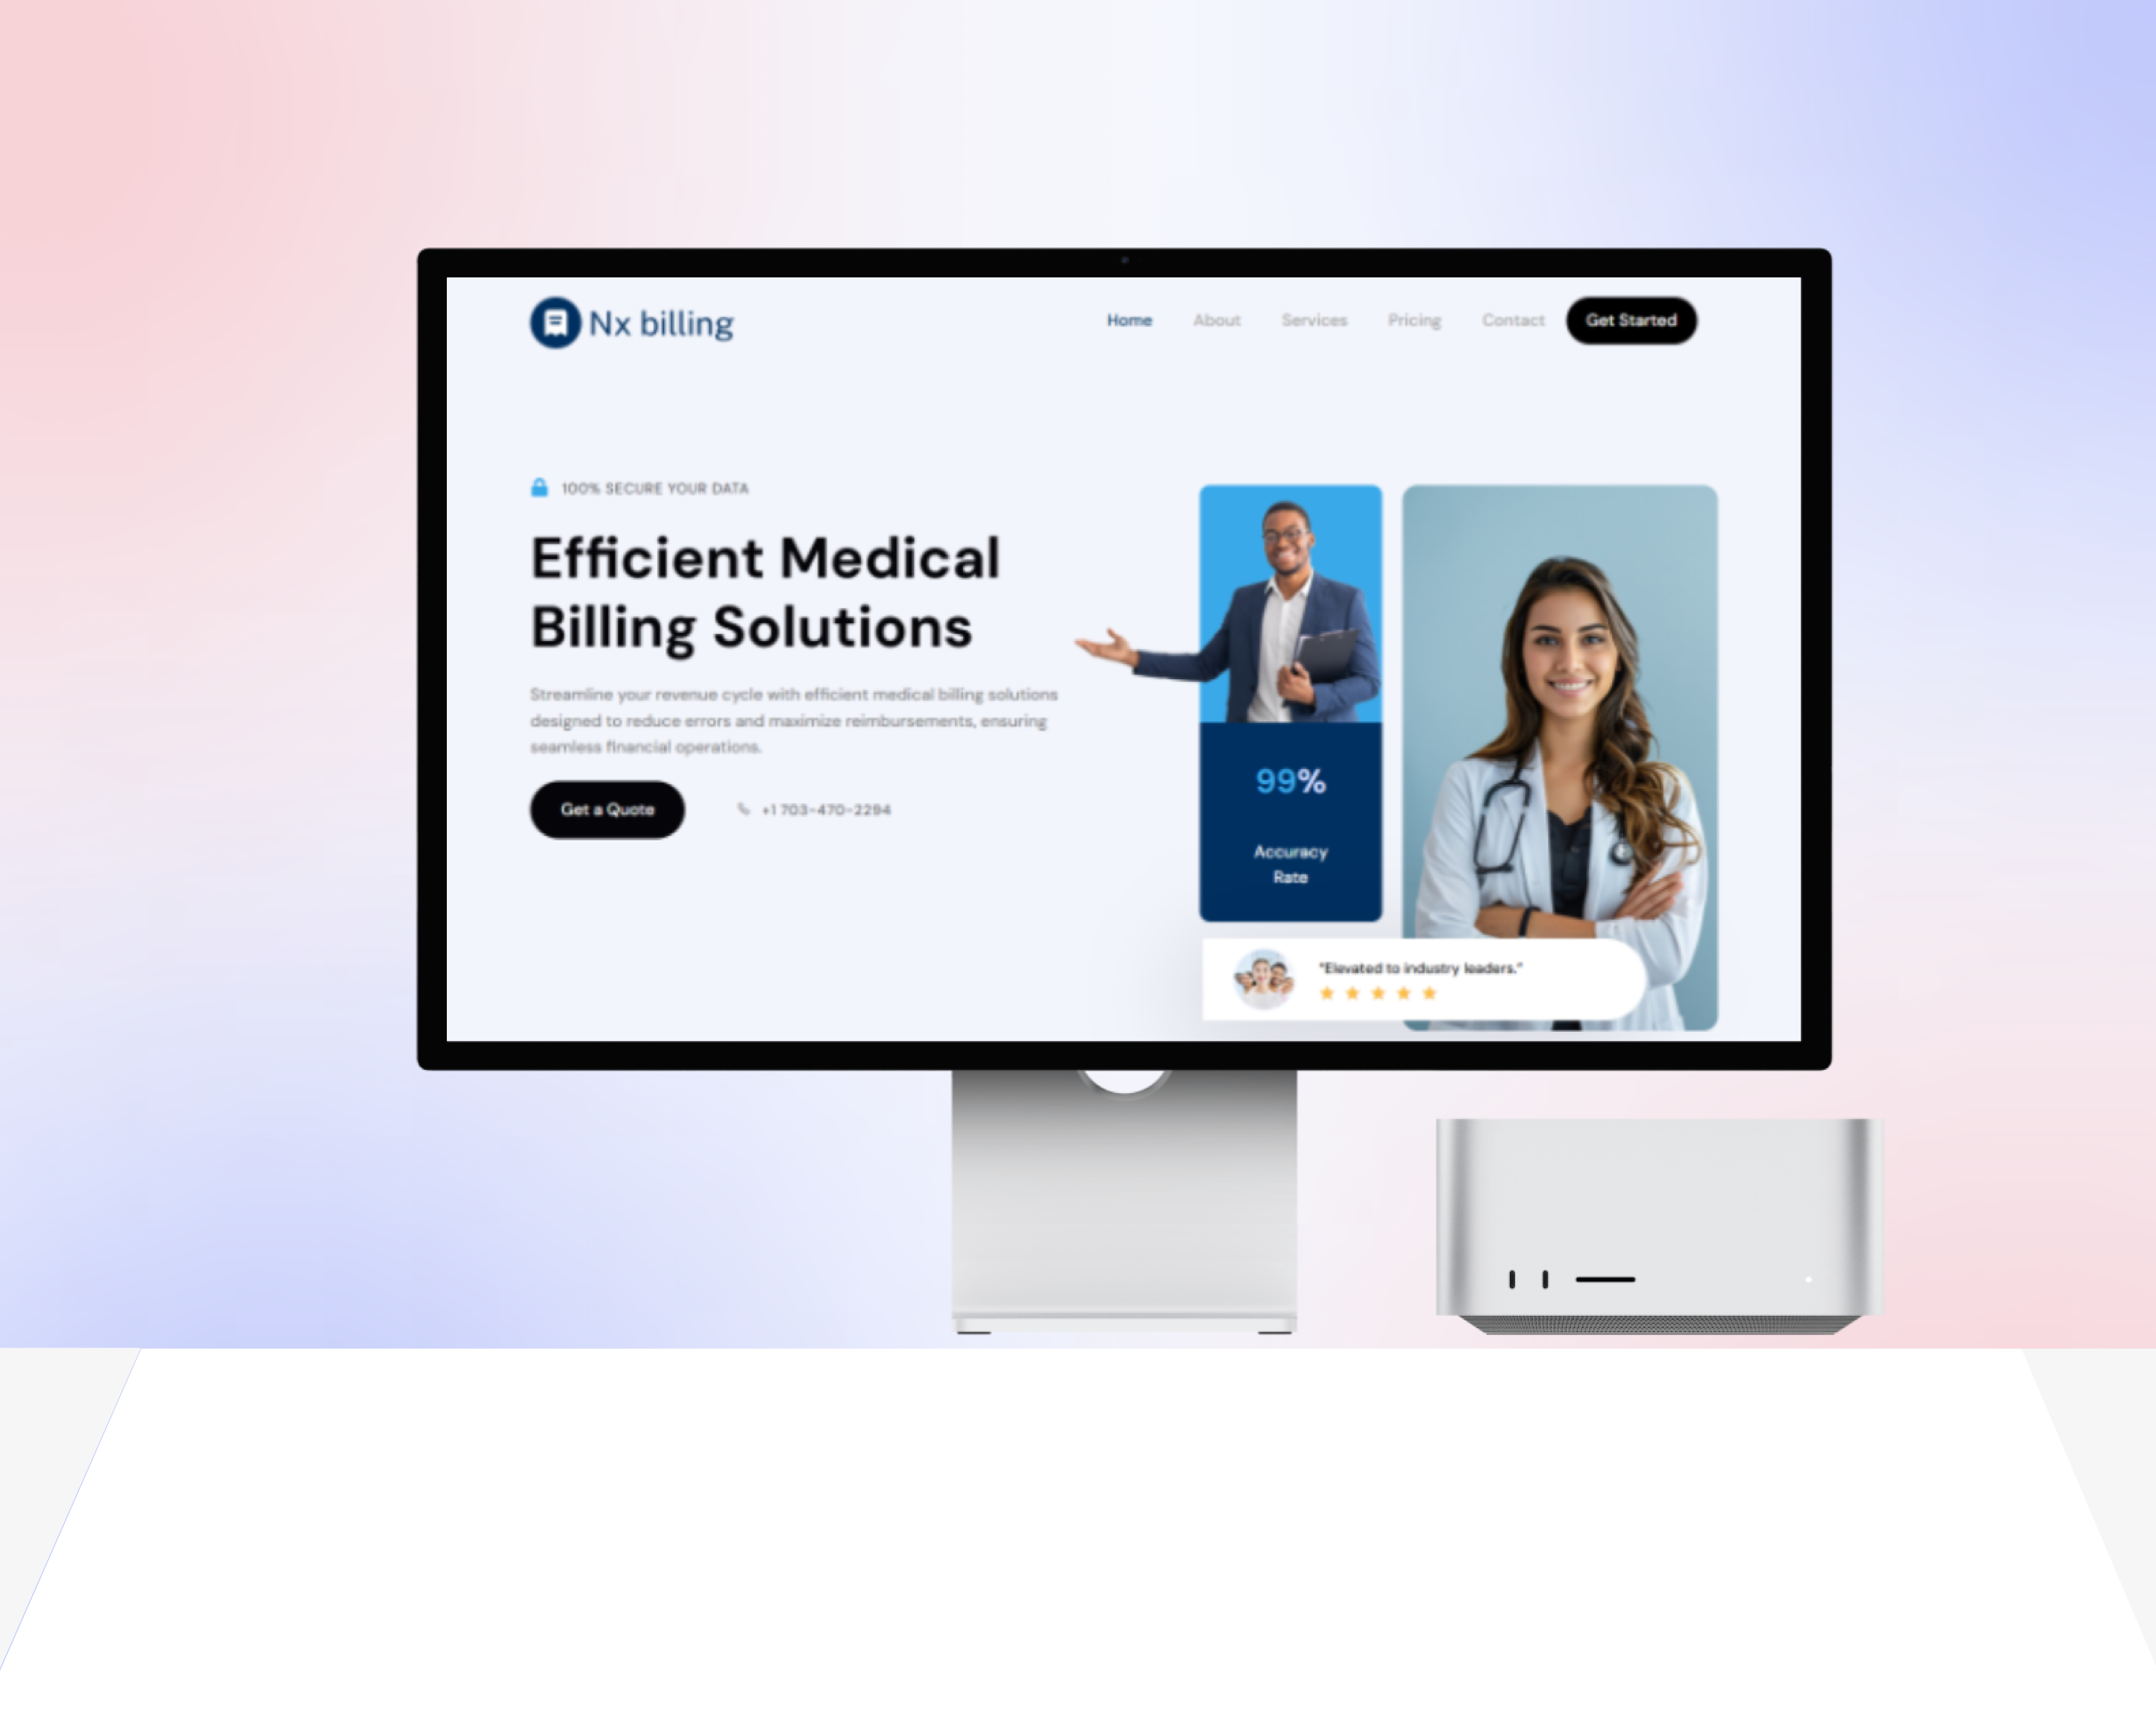 Nx billing
Home About Services Pricing Contact Get Started
100% SECURE YOUR DATA
Efficient Medical
Billing Solutions
Streamline your revenue cycle with efficient medical billing solutions
designed to reduce errors and maximize reimbursements, ensuring
seamless financial operations.
Get a Quote +1 703-470-2294
99%
Accuracy
Rate
"Elevated to industry leaders."